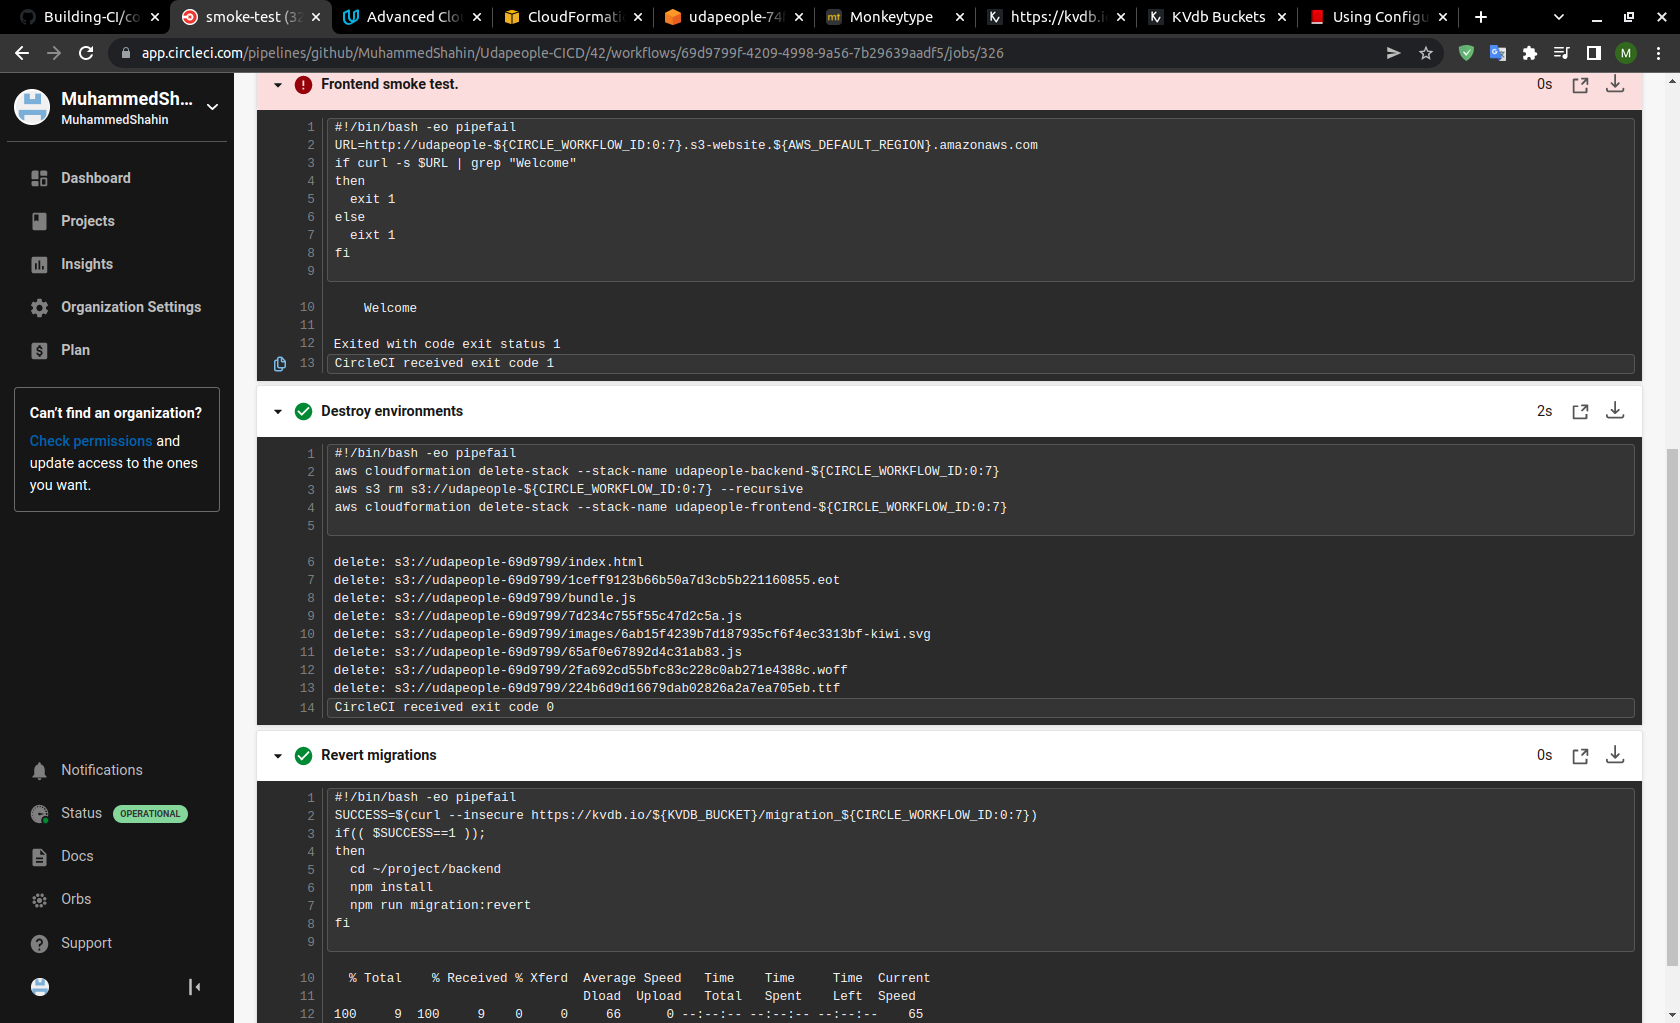 Building-CI/co
smoke-test (32
Advanced Clo
CloudFormati
udapeople-74f
Monkeytype
https://kvdb.i
KVdb Buckets
Using Configu
app.circleci.com/pipelines/github/MuhammedShahin/Udapeople-CICD/42/workflows/69d9799f-4209-4998-9a56-7b29639aadf5/jobs/326
M
MuhammedSh...
MuhammedShahin
Dashboard
Projects
Insights
Organization Settings
Plan
Can't find an organization?
Check permissions and
update access to the ones
you want.
Notifications
Status OPERATIONAL
Docs
Orbs
Support
Frontend smoke test. 0s
1 #!/bin/bash -eo pipefail
2 URL=http://udapeople-${CIRCLE_WORKFLOW_ID:0:7}.s3-website.${AWS_DEFAULT_REGION}.amazonaws.com
3 if curl -s $URL | grep "Welcome"
4 then
5 exit 1
6 else
7 eixt 1
8 fi
9
10 Welcome
11
12 Exited with code exit status 1
13 CircleCI received exit code 1
Destroy environments 2s
1 #!/bin/bash -eo pipefail
2 aws cloudformation delete-stack --stack-name udapeople-backend-${CIRCLE_WORKFLOW_ID:0:7}
3 aws s3 rm s3://udapeople-${CIRCLE_WORKFLOW_ID:0:7} --recursive
4 aws cloudformation delete-stack --stack-name udapeople-frontend-${CIRCLE_WORKFLOW_ID:0:7}
5
6 delete: s3://udapeople-69d9799/index.html
7 delete: s3://udapeople-69d9799/1ceff9123b66b50a7d3cb5b221160855.eot
8 delete: s3://udapeople-69d9799/bundle.js
9 delete: s3://udapeople-69d9799/7d234c755f55c47d2c5a.js
10 delete: s3://udapeople-69d9799/images/6ab15f4239b7d187935cf6f4ec3313bf-kiwi.svg
11 delete: s3://udapeople-69d9799/65af0e67892d4c31ab83.js
12 delete: s3://udapeople-69d9799/2fa692cd55bfc83c228c0ab271e4388c.woff
13 delete: s3://udapeople-69d9799/224b6d9d16679dab02826a2a7ea705eb.ttf
14 CircleCI received exit code 0
Revert migrations 0s
1 #!/bin/bash -eo pipefail
2 SUCCESS=$(curl --insecure https://kvdb.io/${KVDB_BUCKET}/migration_${CIRCLE_WORKFLOW_ID:0:7})
3 if(( $SUCCESS==1 ));
4 then
5 cd ~/project/backend
6 npm install
7 npm run migration:revert
8 fi
9
10 % Total % Received % Xferd Average Speed Time Time Time Current
11 Dload Upload Total Spent Left Speed
12 100 9 100 9 0 0 66 0 --:--:-- --:--:-- --:--:-- 65